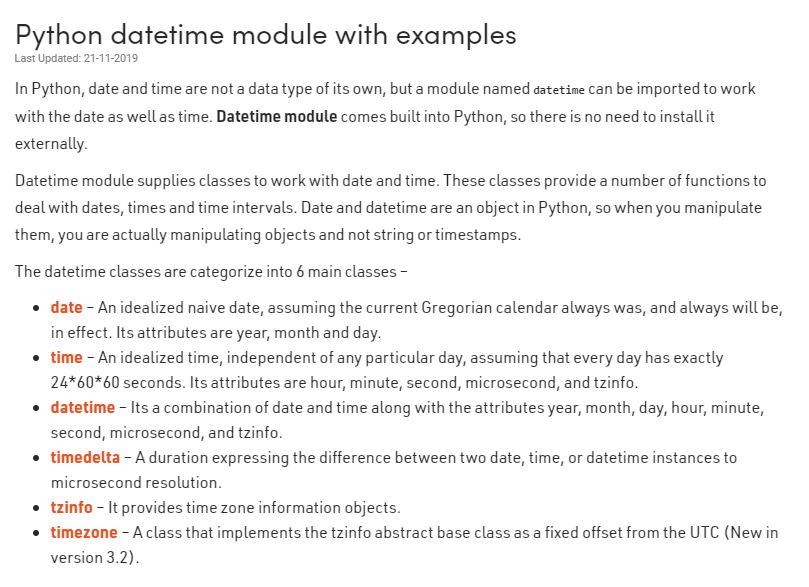 Python datetime module with examples
Last Updated: 21-11-2019
In Python, date and time are not a data type of its own, but a module named datetime can be imported to work
with the date as well as time. Datetime module comes built into Python, so there is no need to install it
externally.
Datetime module supplies classes to work with date and time. These classes provide a number of functions to
deal with dates, times and time intervals. Date and datetime are an object in Python, so when you manipulate
them, you are actually manipulating objects and not string or timestamps.
The datetime classes are categorize into 6 main classes –
• date – An idealized naive date, assuming the current Gregorian calendar always was, and always will be,
in effect. Its attributes are year, month and day.
• time – An idealized time, independent of any particular day, assuming that every day has exactly
24*60*60 seconds. Its attributes are hour, minute, second, microsecond, and tzinfo.
• datetime – Its a combination of date and time along with the attributes year, month, day, hour, minute,
second, microsecond, and tzinfo.
• timedelta – A duration expressing the difference between two date, time, or datetime instances to
microsecond resolution.
• tzinfo – It provides time zone information objects.
• timezone – A class that implements the tzinfo abstract base class as a fixed offset from the UTC (New in
version 3.2).